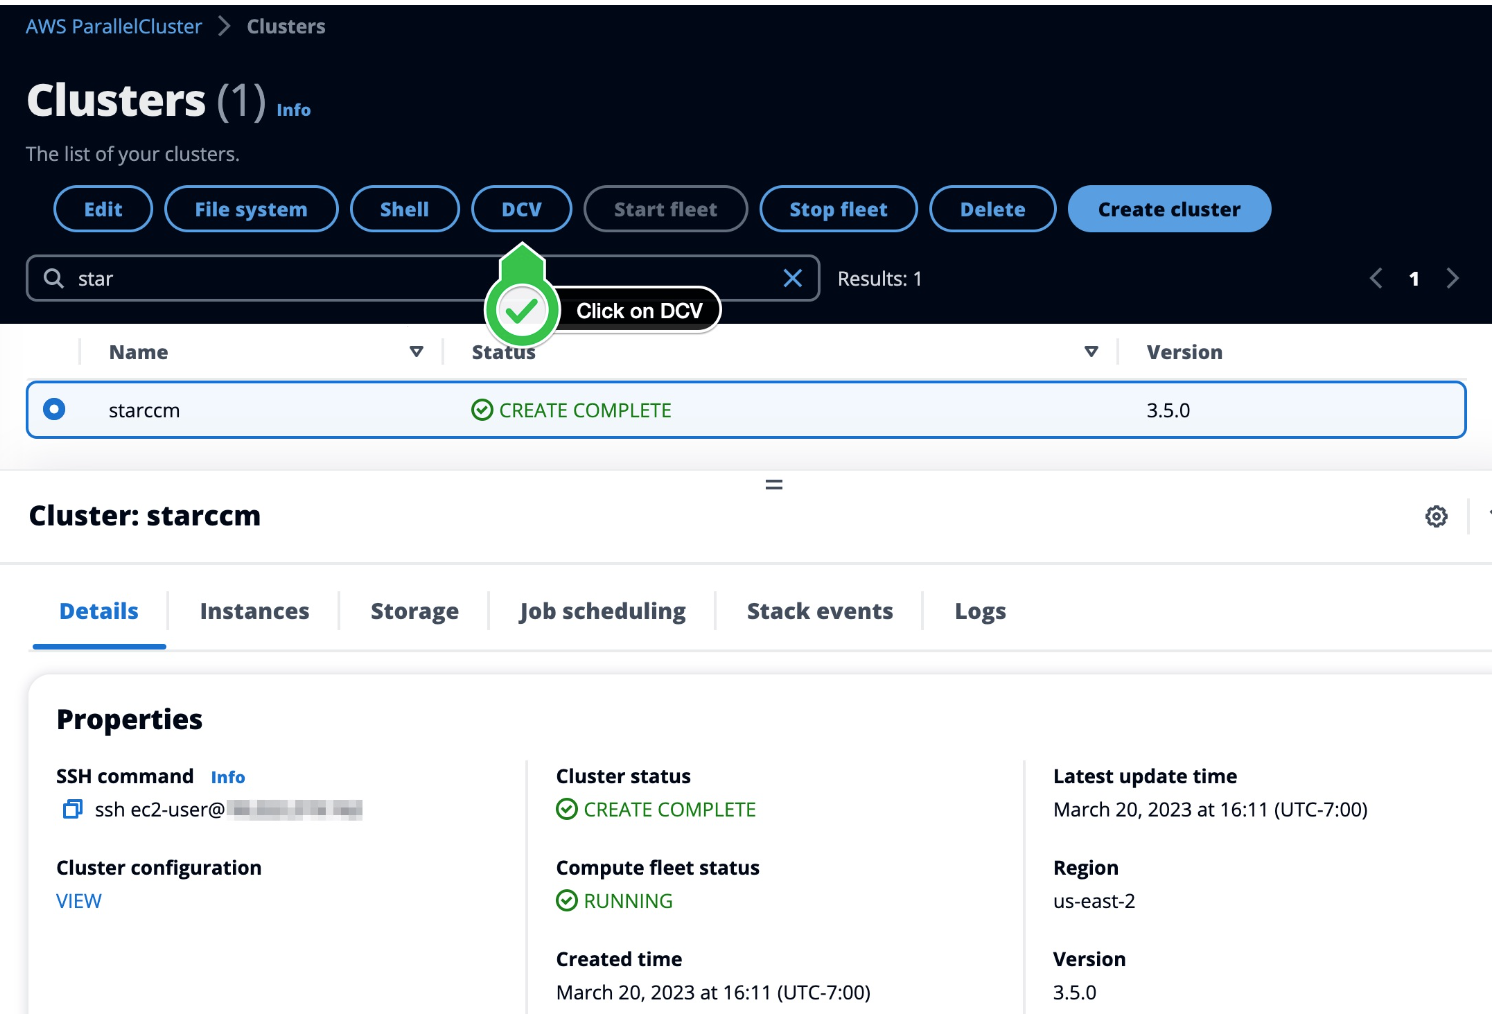 AWS ParallelCluster > Clusters
Clusters (1) Info
The list of your clusters.
Edit File system Shell DCV Start fleet Stop fleet Delete Create cluster
star Results: 1 < 1 >
Click on DCV
Name Status Version
starccm CREATE COMPLETE 3.5.0
Cluster: starccm
Details Instances Storage Job scheduling Stack events Logs
Properties
SSH command Info
ssh ec2-user@
Cluster configuration
VIEW
Cluster status
CREATE COMPLETE
Compute fleet status
RUNNING
Created time
March 20, 2023 at 16:11 (UTC-7:00)
Latest update time
March 20, 2023 at 16:11 (UTC-7:00)
Region
us-east-2
Version
3.5.0